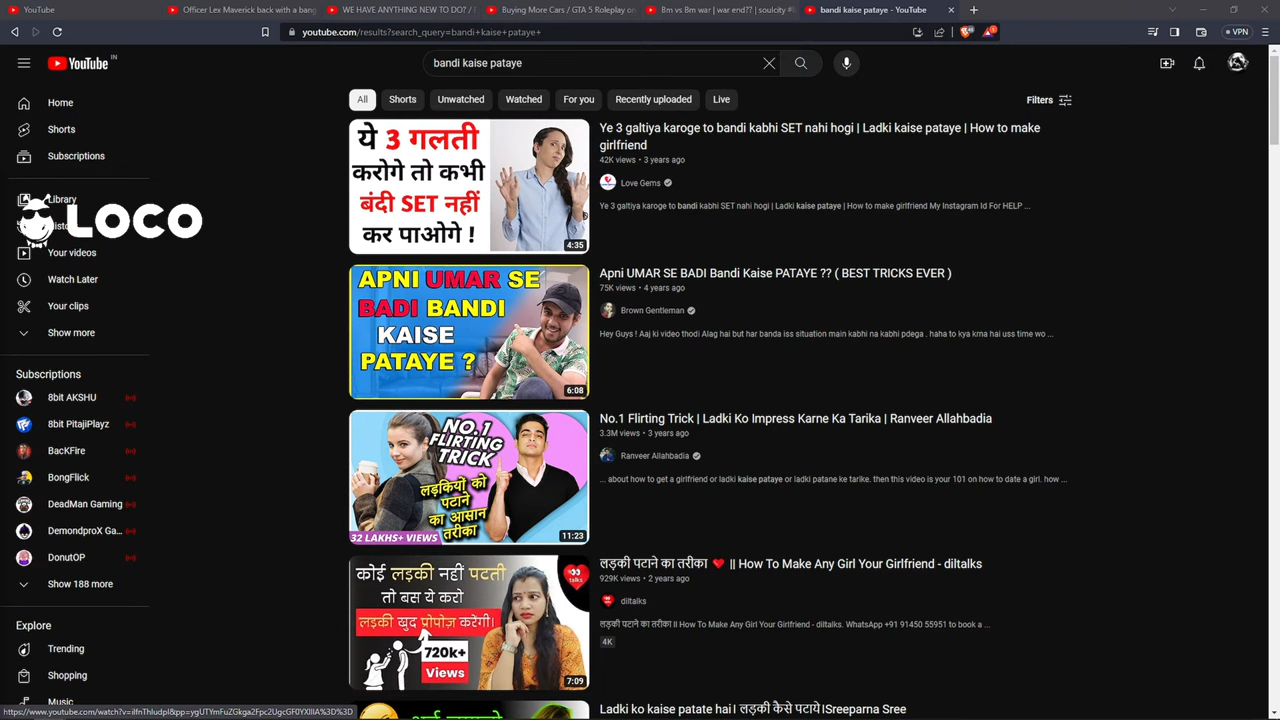 YouTube
Officer Lex Maverick back with a bang
WE HAVE ANYTHING NEW TO DO? /
Buying More Cars / GTA 5 Roleplay on
Bm vs Bm war | war end?? | soulcity #l
bandi kaise pataye - YouTube
youtube.com/results?search_query=bandi+kaise+pataye+
VPN
YouTube IN
bandi kaise pataye
All
Shorts
Unwatched
Watched
For you
Recently uploaded
Live
Filters
Home
Shorts
Subscriptions
Library
LOCO
Your videos
Watch Later
Your clips
Show more
Subscriptions
8bit AKSHU
8bit PitajiPlayz
BacKFire
BongFlick
DeadMan Gaming
DemondproX Ga...
DonutOP
Show 188 more
Explore
Trending
Shopping
Music
ये 3 गलती
करोगे तो कभी
बंदी SET नहीं
कर पाओगे !
4:35
Ye 3 galtiya karoge to bandi kabhi SET nahi hogi | Ladki kaise pataye | How to make
girlfriend
42K views • 3 years ago
Love Gems
Ye 3 galtiya karoge to bandi kabhi SET nahi hogi | Ladki kaise pataye | How to make girlfriend My Instagram Id For HELP ...
APNI UMAR SE
BADI BANDI
KAISE
PATAYE ?
6:08
Apni UMAR SE BADI Bandi Kaise PATAYE ?? ( BEST TRICKS EVER )
75K views • 4 years ago
Brown Gentleman
Hey Guys ! Aaj ki video thodi Alag hai but har banda iss situation main kabhi na kabhi pdega . haha to kya krna hai uss time wo ...
NO.1
FLIRTING
TRICK
लड़कियों को
पटाने
का आसान
तरीका
32 LAKHS+ VIEWS
11:23
No.1 Flirting Trick | Ladki Ko Impress Karne Ka Tarika | Ranveer Allahbadia
3.3M views • 3 years ago
Ranveer Allahbadia
... about how to get a girlfriend or ladki kaise pataye or ladki patane ke tarike. then this video is your 101 on how to date a girl. how ...
कोई लड़की नहीं पटती
तो बस ये करो
लड़की खुद प्रोपोज़ करेंगी।
720k+
Views
talks
7:09
लड़की पटाने का तरीका ❤️ || How To Make Any Girl Your Girlfriend - diltalks
929K views • 2 years ago
diltalks
लड़की पटाने का तरीका II How To Make Any Girl Your Girlfriend - diltalks. WhatsApp +91 91450 55951 to book a ...
4K
Ladki ko kaise patate hai I लड़की कैसे पटाये ISreeparna Sree